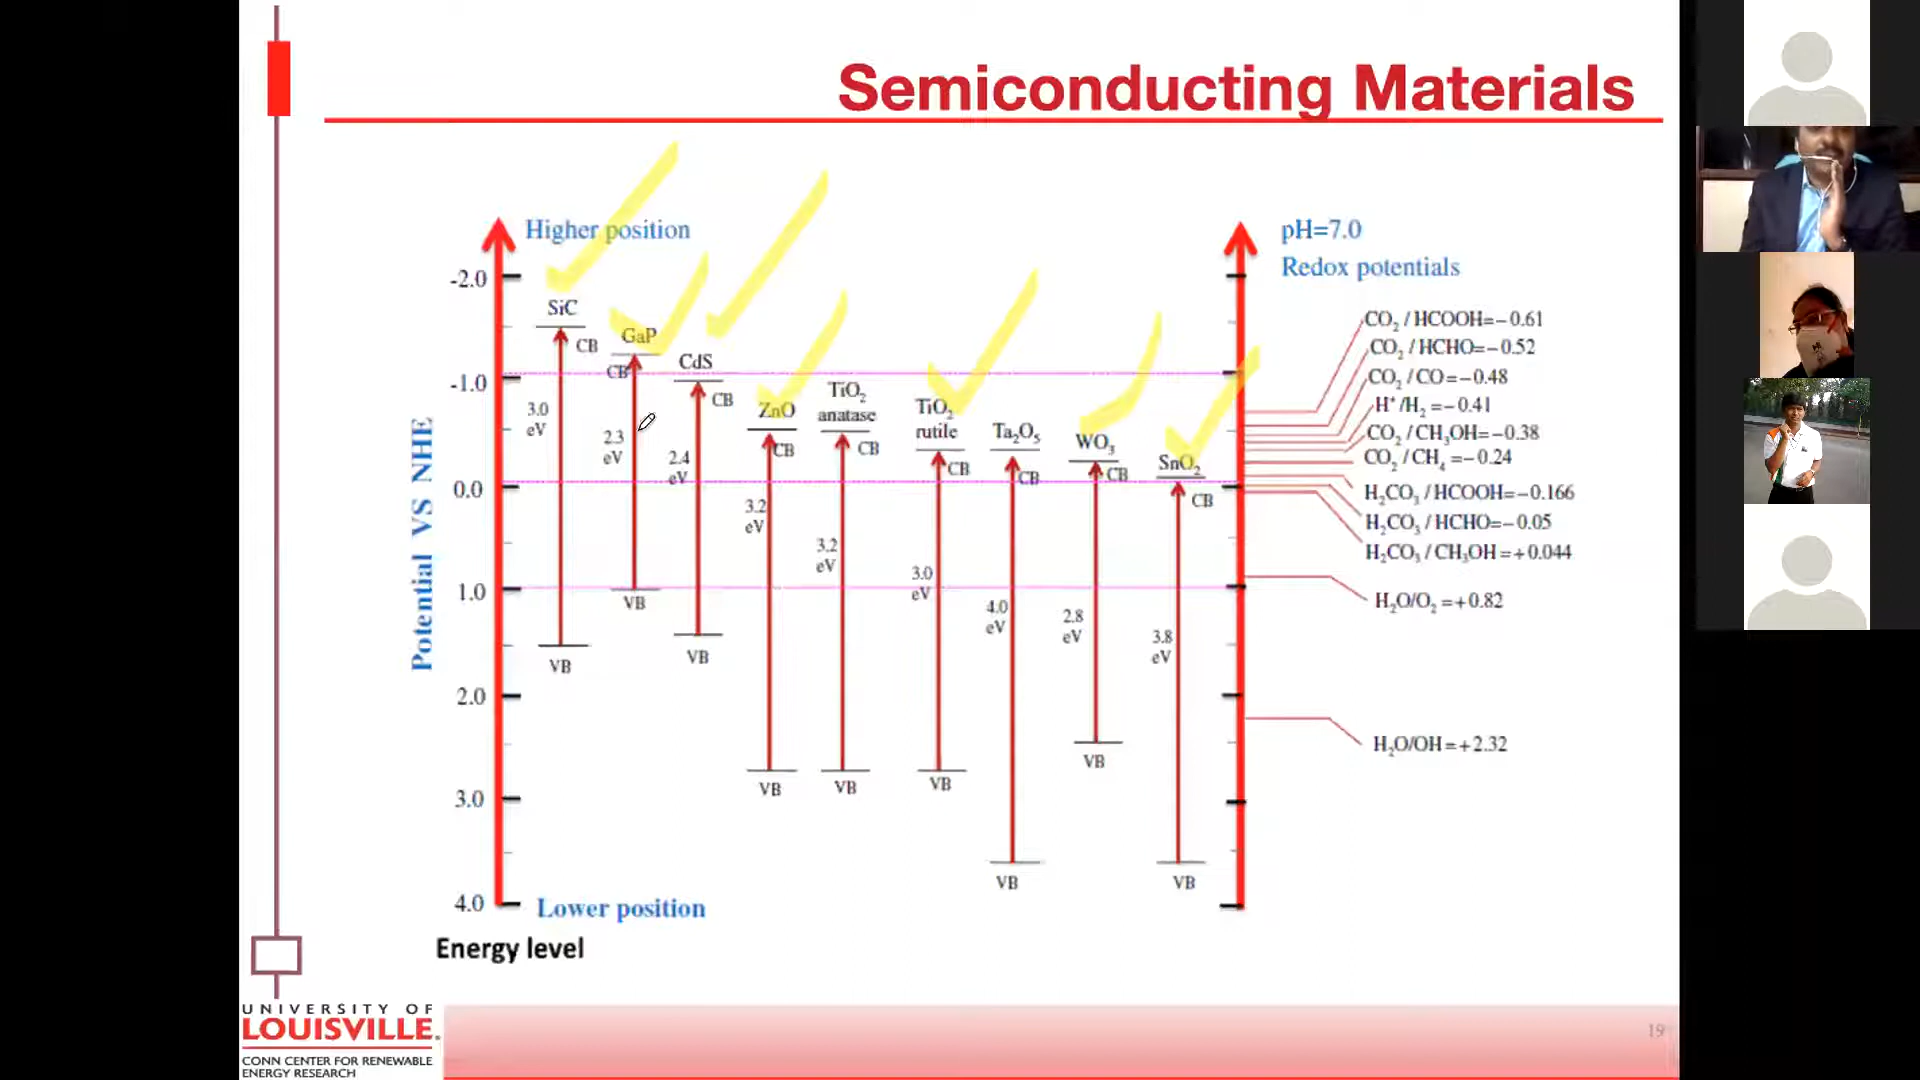 Semiconducting Materials
Higher position
pH=7.0
Redox potentials
-2.0
-1.0
0.0
1.0
2.0
3.0
4.0
Potential VS NHE
SiC
CB
3.0
eV
VB
GaP
CB
2.3
eV
VB
CdS
CB
2.4
eV
VB
ZnO
CB
3.2
eV
VB
TiO₂
anatase
CB
3.2
eV
VB
TiO₂
rutile
CB
3.0
eV
VB
Ta₂O₅
CB
4.0
eV
VB
WO₃
CB
2.8
eV
VB
SnO₂
CB
3.8
eV
VB
CO₂ / HCOOH=−0.61
CO₂ / HCHO=−0.52
CO₂ / CO=−0.48
H⁺/H₂ =−0.41
CO₂ / CH₃OH=−0.38
CO₂ / CH₄ =−0.24
H₂CO₃ / HCOOH=−0.166
H₂CO₃ / HCHO=−0.05
H₂CO₃ / CH₃OH =+0.044
H₂O/O₂ =+0.82
H₂O/OH =+2.32
Lower position
Energy level
UNIVERSITY OF
LOUISVILLE.
CONN CENTER FOR RENEWABLE
ENERGY RESEARCH
19